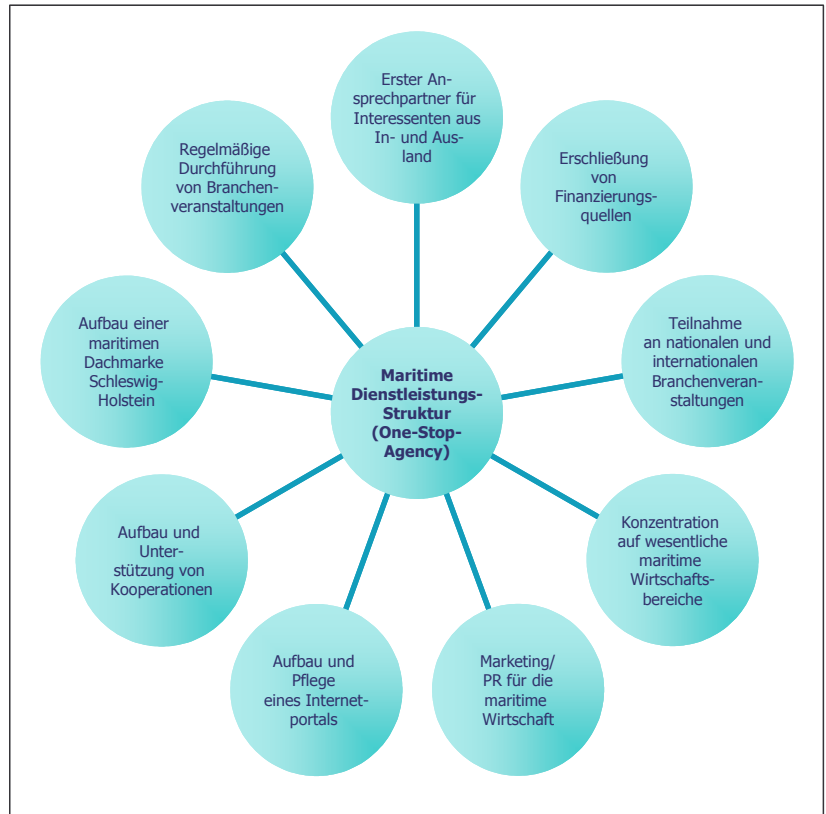 Erster An-
sprechpartner für
Interessenten aus
In- und Aus-
land
Erschließung
von
Finanzierungs-
quellen
Teilnahme
an nationalen und
internationalen
Branchenveran-
staltungen
Konzentration
auf wesentliche
maritime
Wirtschafts-
bereiche
Marketing/
PR für die
maritime
Wirtschaft
Aufbau und
Pflege
eines Internet-
portals
Aufbau und
Unter-
stützung von
Kooperationen
Aufbau einer
maritimen
Dachmarke
Schleswig-
Holstein
Regelmäßige
Durchführung
von Branchen-
veranstaltungen
Maritime
Dienstleistungs-
Struktur
(One-Stop-
Agency)